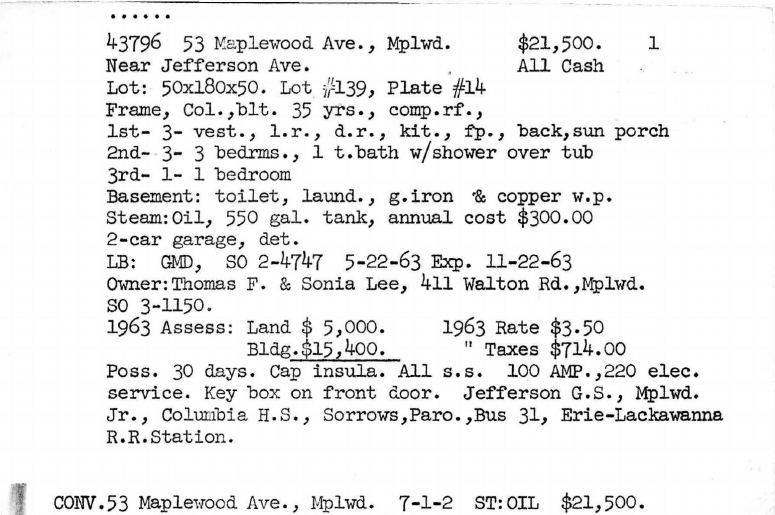 ......
43796 53 Maplewood Ave., Mplwd. $21,500. 1
Near Jefferson Ave. All Cash
Lot: 50x180x50. Lot #139, Plate #14
Frame, Col.,blt. 35 yrs., comp.rf.,
1st- 3- vest., l.r., d.r., kit., fp., back,sun porch
2nd- 3- 3 bedrms., 1 t.bath w/shower over tub
3rd- 1- 1 bedroom
Basement: toilet, laund., g.iron & copper w.p.
Steam:Oil, 550 gal. tank, annual cost $300.00
2-car garage, det.
LB: GMD, SO 2-4747 5-22-63 Exp. 11-22-63
Owner:Thomas F. & Sonia Lee, 411 Walton Rd.,Mplwd.
SO 3-1150.
1963 Assess: Land $ 5,000. 1963 Rate $3.50
Bldg.$15,400. " Taxes $714.00
Poss. 30 days. Cap insula. All s.s. 100 AMP.,220 elec.
service. Key box on front door. Jefferson G.S., Mplwd.
Jr., Columbia H.S., Sorrows,Paro.,Bus 31, Erie-Lackawanna
R.R.Station.
CONV.53 Maplewood Ave., Mplwd. 7-1-2 ST:OIL $21,500.